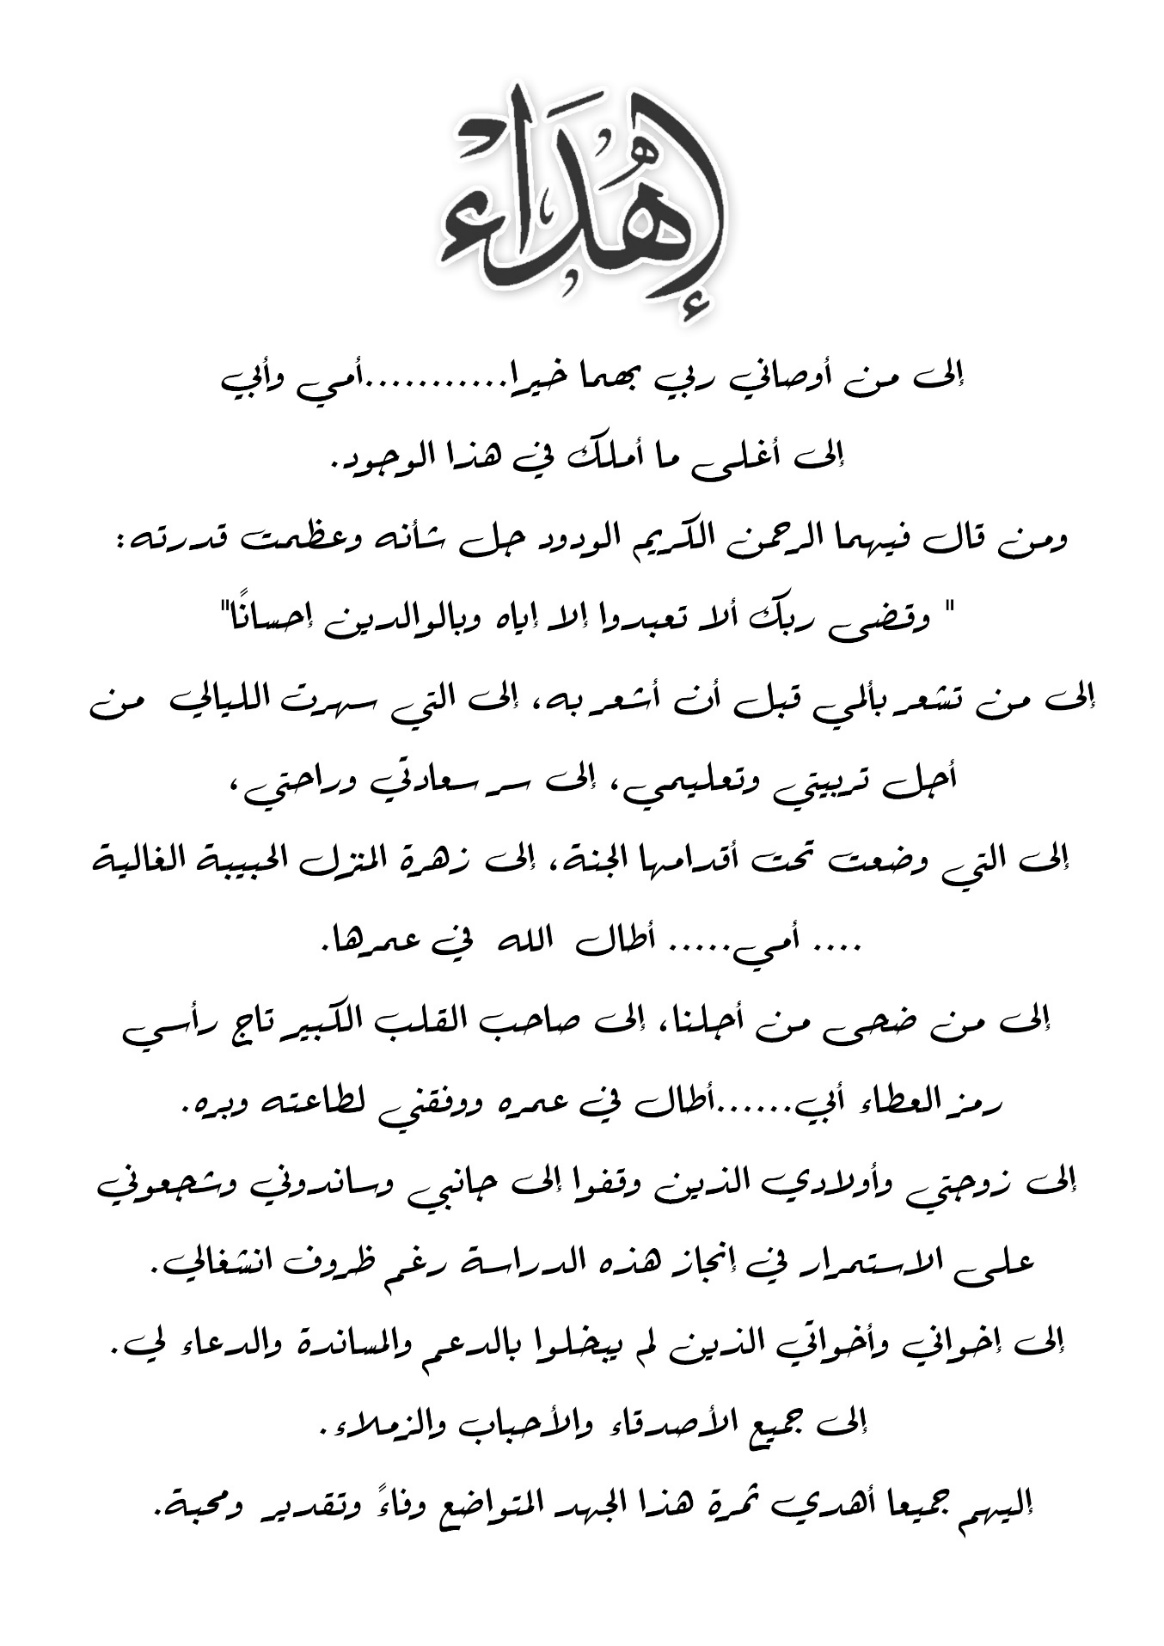 إِهْدَاءْ
إلى من أوصاني ربي بهما خيرا...........أمي وأبي
إلى أغلى ما أملك في هذا الوجود.
ومن قال فيهما الرحمن الكريم الودود جل شأنه وعظمت قدرته:
" وقضى ربك ألا تعبدوا إلا إياه وبالوالدين إحسانًا"
إلى من تشعر بألمي قبل أن أشعر به، إلى التي سهرت الليالي من
أجل تربيتي وتعليمي، إلى سر سعادتي وراحتي،
إلى التي وضعت تحت أقدامها الجنة، إلى زهرة المنزل الحبيبة الغالية
.... أمي..... أطال الله في عمرها.
إلى من ضحى من أجلنا، إلى صاحب القلب الكبير تاج رأسي
رمز العطاء أبي......أطال في عمره ووفقني لطاعته وبره.
إلى زوجتي وأولادي الذين وقفوا إلى جانبي وساندوني وشجعوني
على الاستمرار في إنجاز هذه الدراسة رغم ظروف انشغالي.
إلى إخواني وأخواتي الذين لم يبخلوا بالدعم والمساندة والدعاء لي.
إلى جميع الأصدقاء والأحباب والزملاء.
إليهم جميعا أهدي ثمرة هذا الجهد المتواضع وفاءً وتقدير ومحبة.